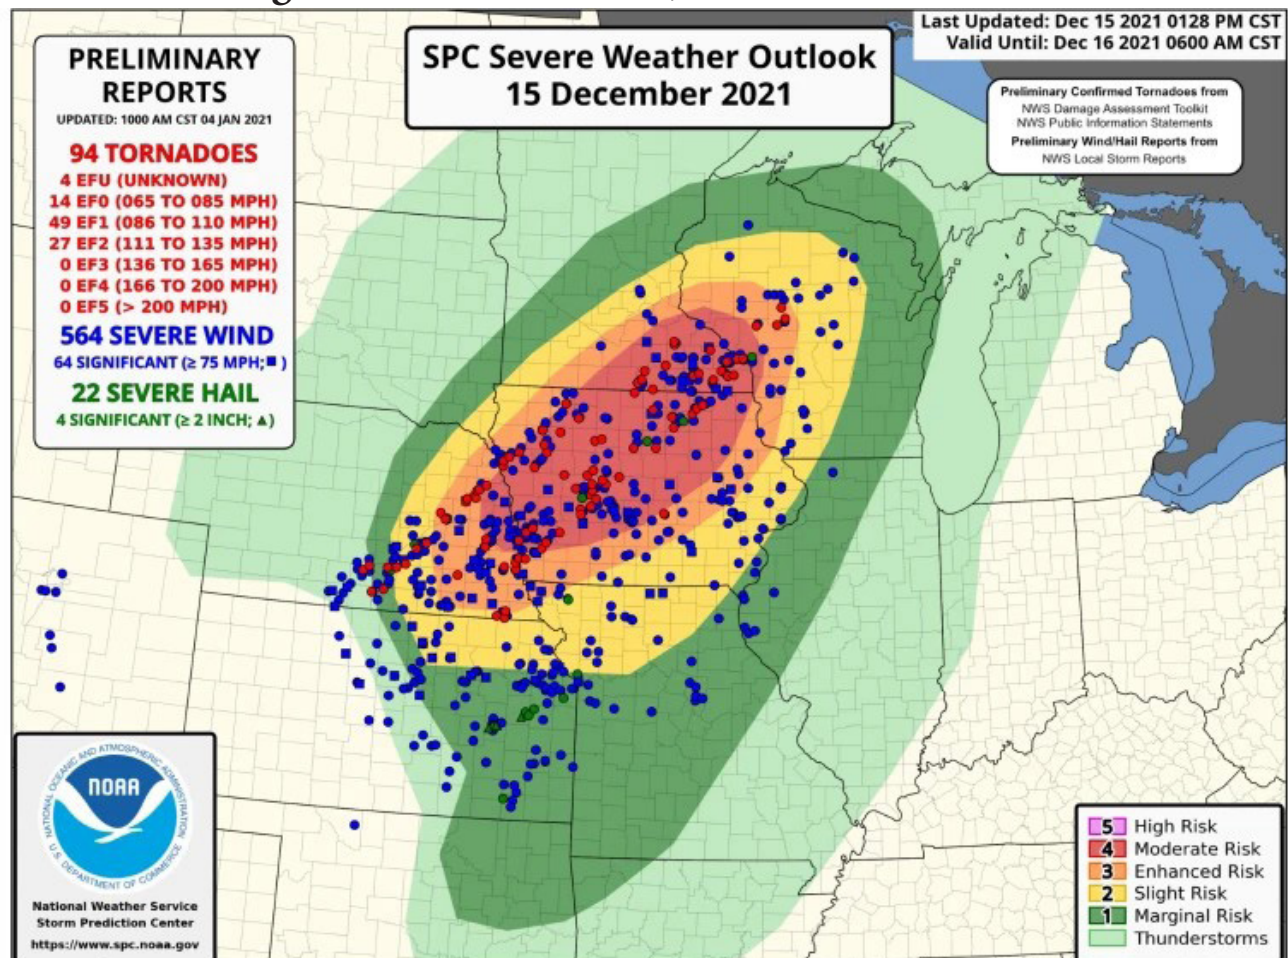 SPC Severe Weather Outlook
15 December 2021
Last Updated: Dec 15 2021 0128 PM CST
Valid Until: Dec 16 2021 0600 AM CST
PRELIMINARY
REPORTS
UPDATED: 1000 AM CST 04 JAN 2021
94 TORNADOES
4 EFU (UNKNOWN)
14 EF0 (065 TO 085 MPH)
49 EF1 (086 TO 110 MPH)
27 EF2 (111 TO 135 MPH)
0 EF3 (136 TO 165 MPH)
0 EF4 (166 TO 200 MPH)
0 EF5 (> 200 MPH)
564 SEVERE WIND
64 SIGNIFICANT (≥ 75 MPH;■ )
22 SEVERE HAIL
4 SIGNIFICANT (≥ 2 INCH; ▲)
Preliminary Confirmed Tornadoes from
NWS Damage Assessment Toolkit
NWS Public Information Statements
Preliminary Wind/Hail Reports from
NWS Local Storm Reports
NATIONAL OCEANIC AND ATMOSPHERIC ADMINISTRATION
NOAA
U.S. DEPARTMENT OF COMMERCE
National Weather Service
Storm Prediction Center
https://www.spc.noaa.gov
5 High Risk
4 Moderate Risk
3 Enhanced Risk
2 Slight Risk
1 Marginal Risk
Thunderstorms